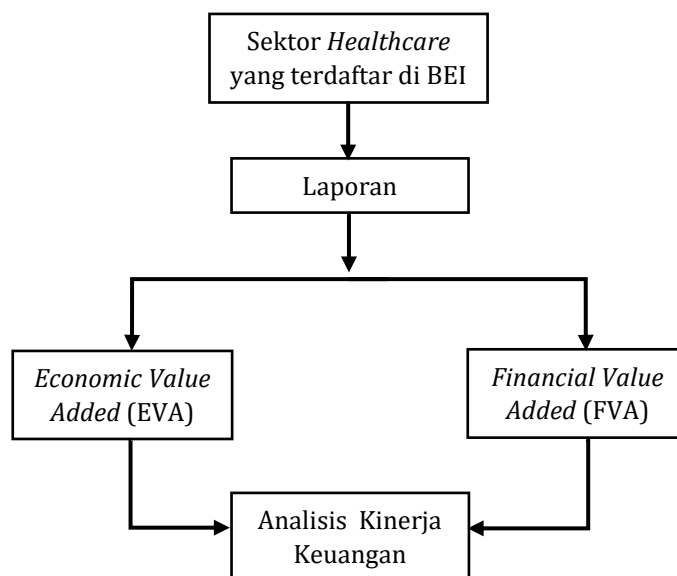 Sektor Healthcare
yang terdaftar di BEI
Laporan
Economic Value
Added (EVA)
Financial Value
Added (FVA)
Analisis Kinerja
Keuangan